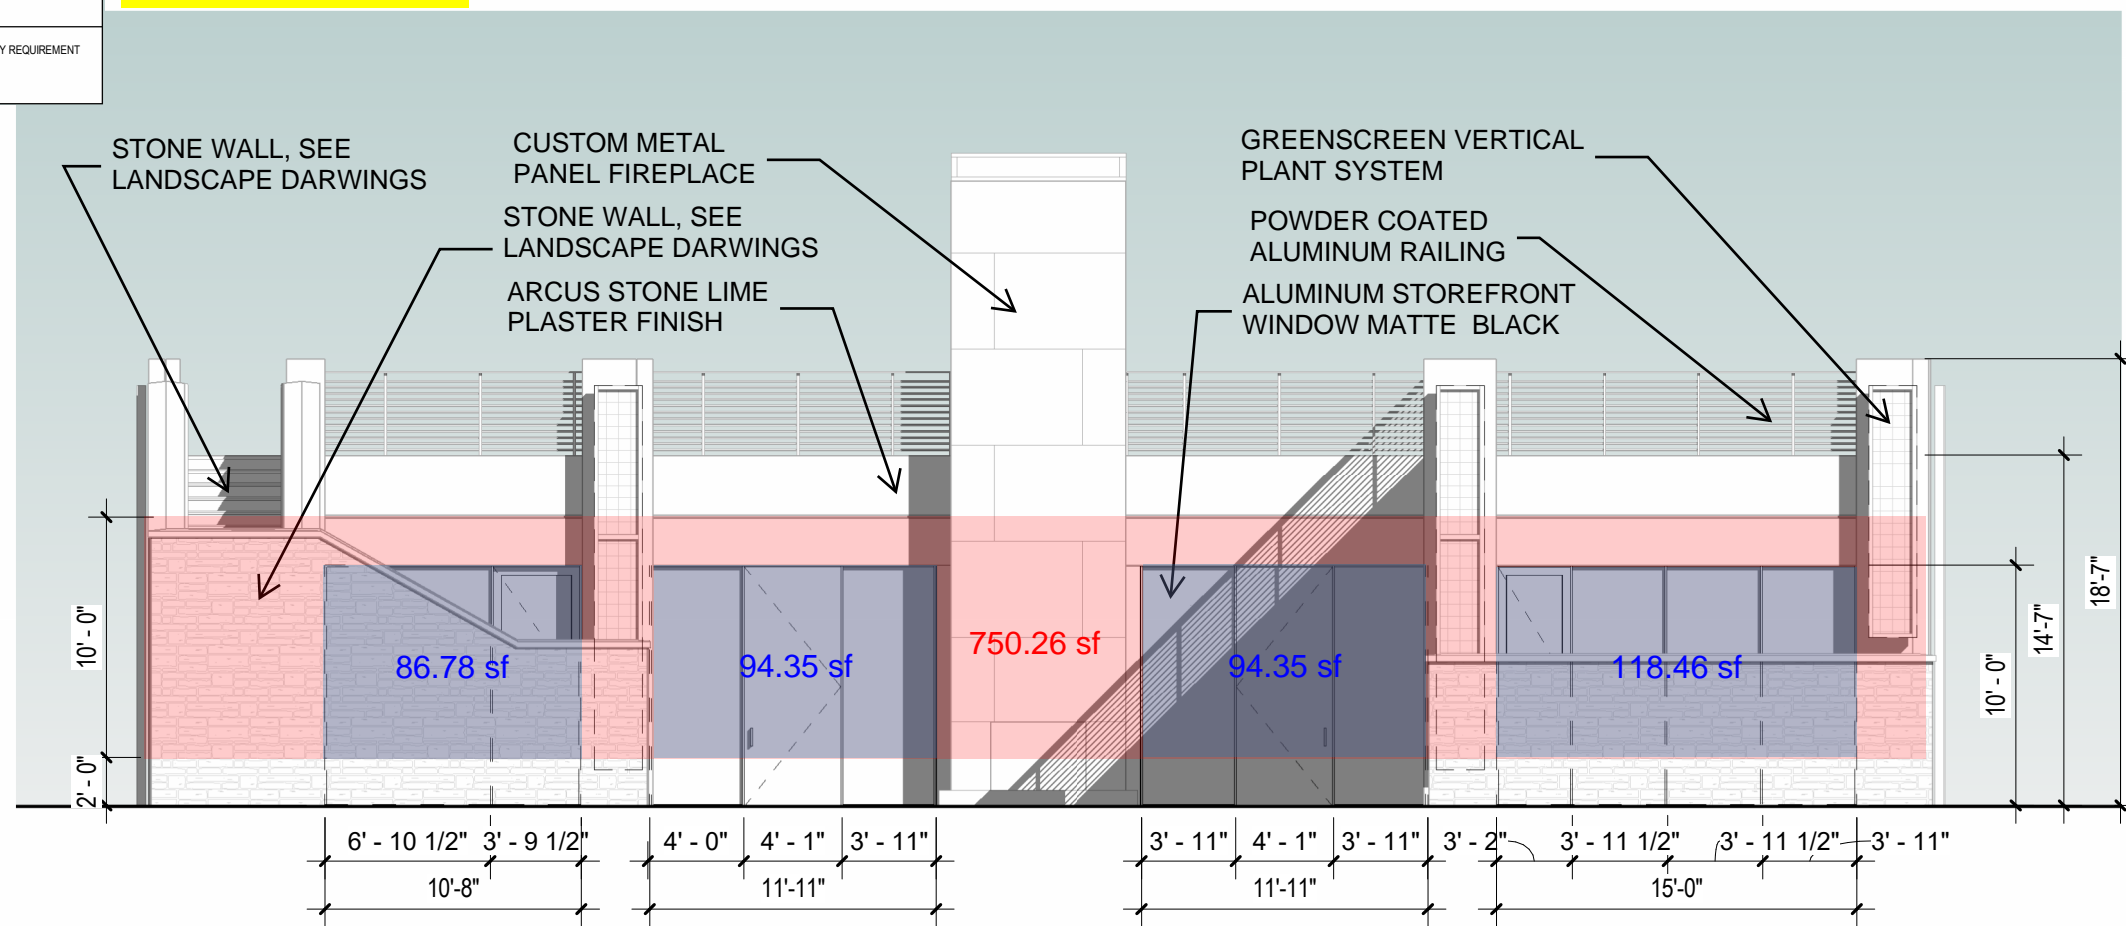 Y REQUIREMENT
STONE WALL, SEE
LANDSCAPE DARWINGS
CUSTOM METAL
PANEL FIREPLACE
STONE WALL, SEE
LANDSCAPE DARWINGS
ARCUS STONE LIME
PLASTER FINISH
GREENSCREEN VERTICAL
PLANT SYSTEM
POWDER COATED
ALUMINUM RAILING
ALUMINUM STOREFRONT
WINDOW MATTE BLACK
86.78 sf
94.35 sf
750.26 sf
94.35 sf
118.46 sf
10' - 0"
2' - 0"
10' - 0"
14'-7"
18'-7"
6' - 10 1/2" 3' - 9 1/2" 4' - 0" 4' - 1" 3' - 11" 3' - 11" 4' - 1" 3' - 11" 3' - 2" 3' - 11 1/2" 3' - 11 1/2" 3' - 11"
10'-8" 11'-11" 11'-11" 15'-0"